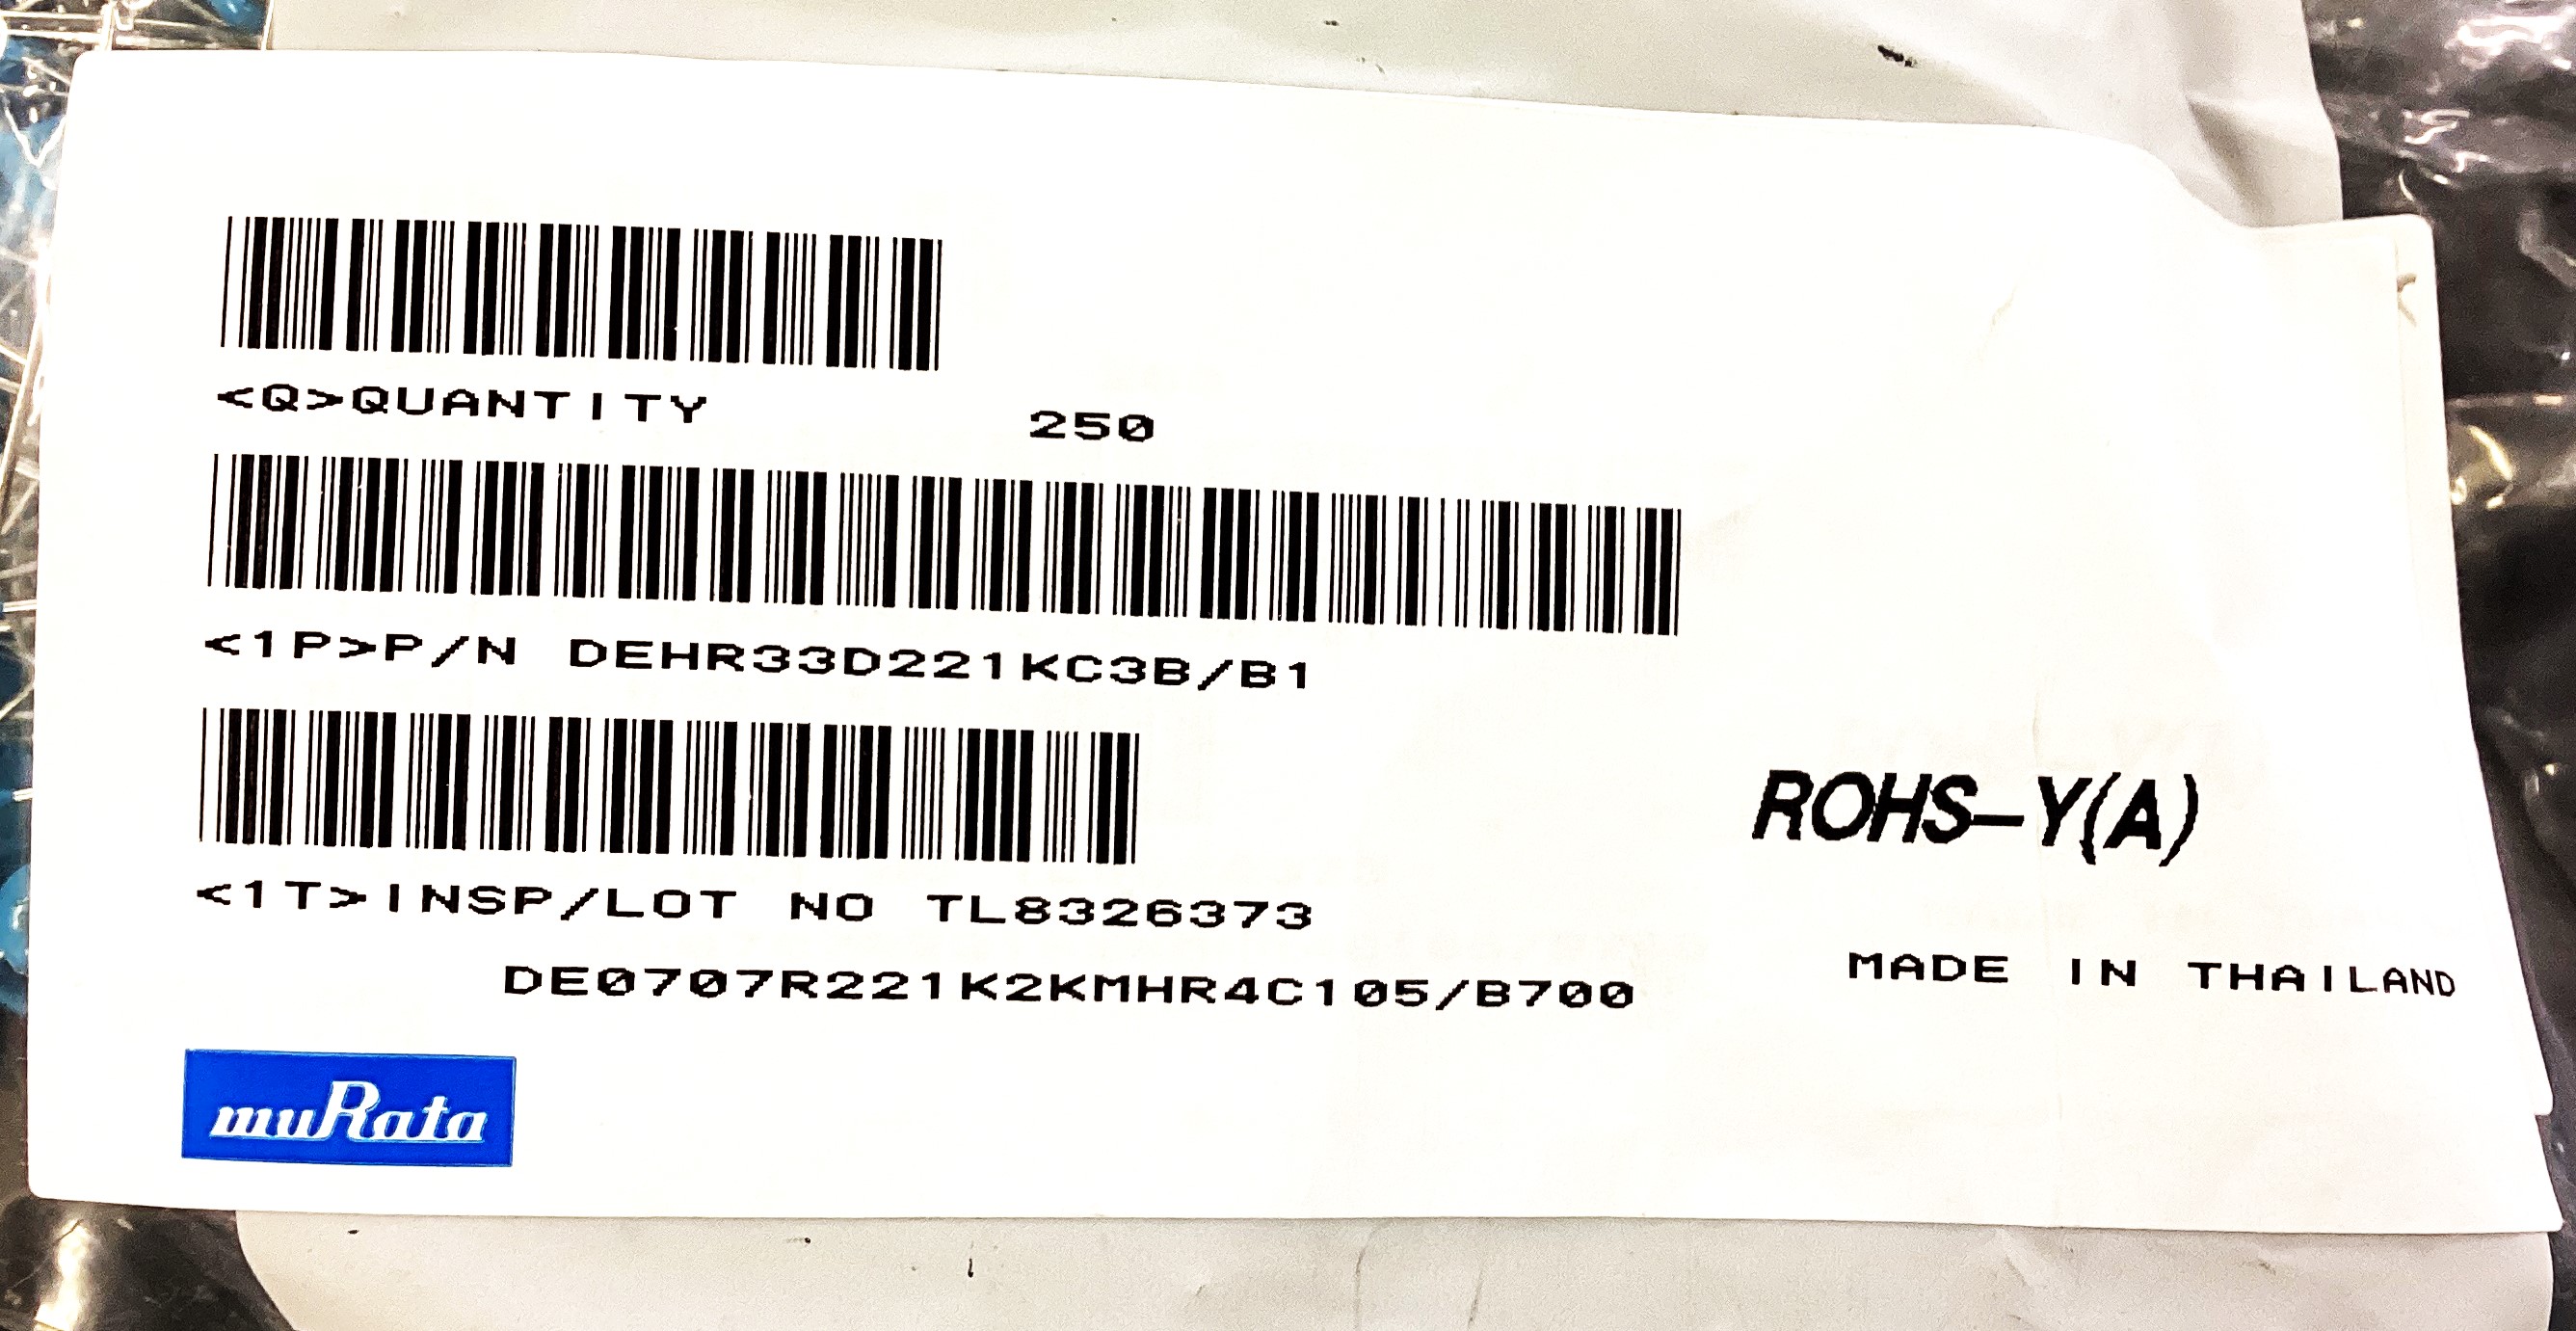 <Q>QUANTITY 250
<1P>P/N DEHR33D221KC3B/B1
<1T>INSP/LOT NO TL8326373
DE0707R221K2KMHR4C105/B700
ROHS-Y(A)
MADE IN THAILAND
muRata